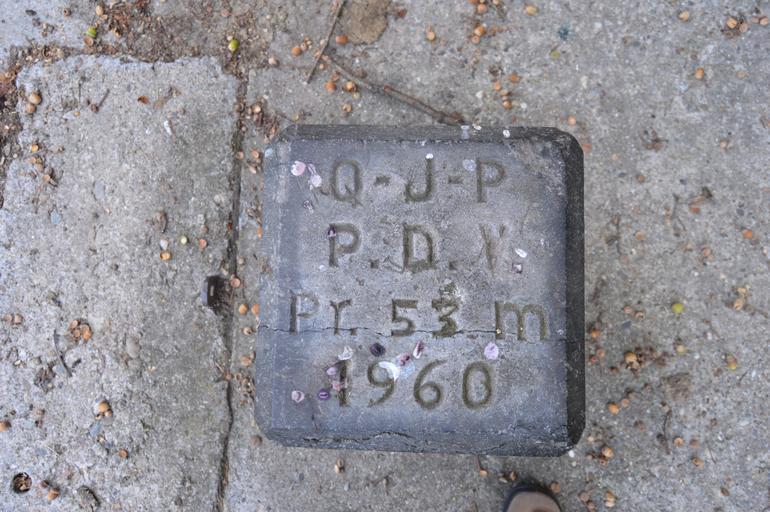 Q-J-P
P.D.V
Pr. 53 m
1960